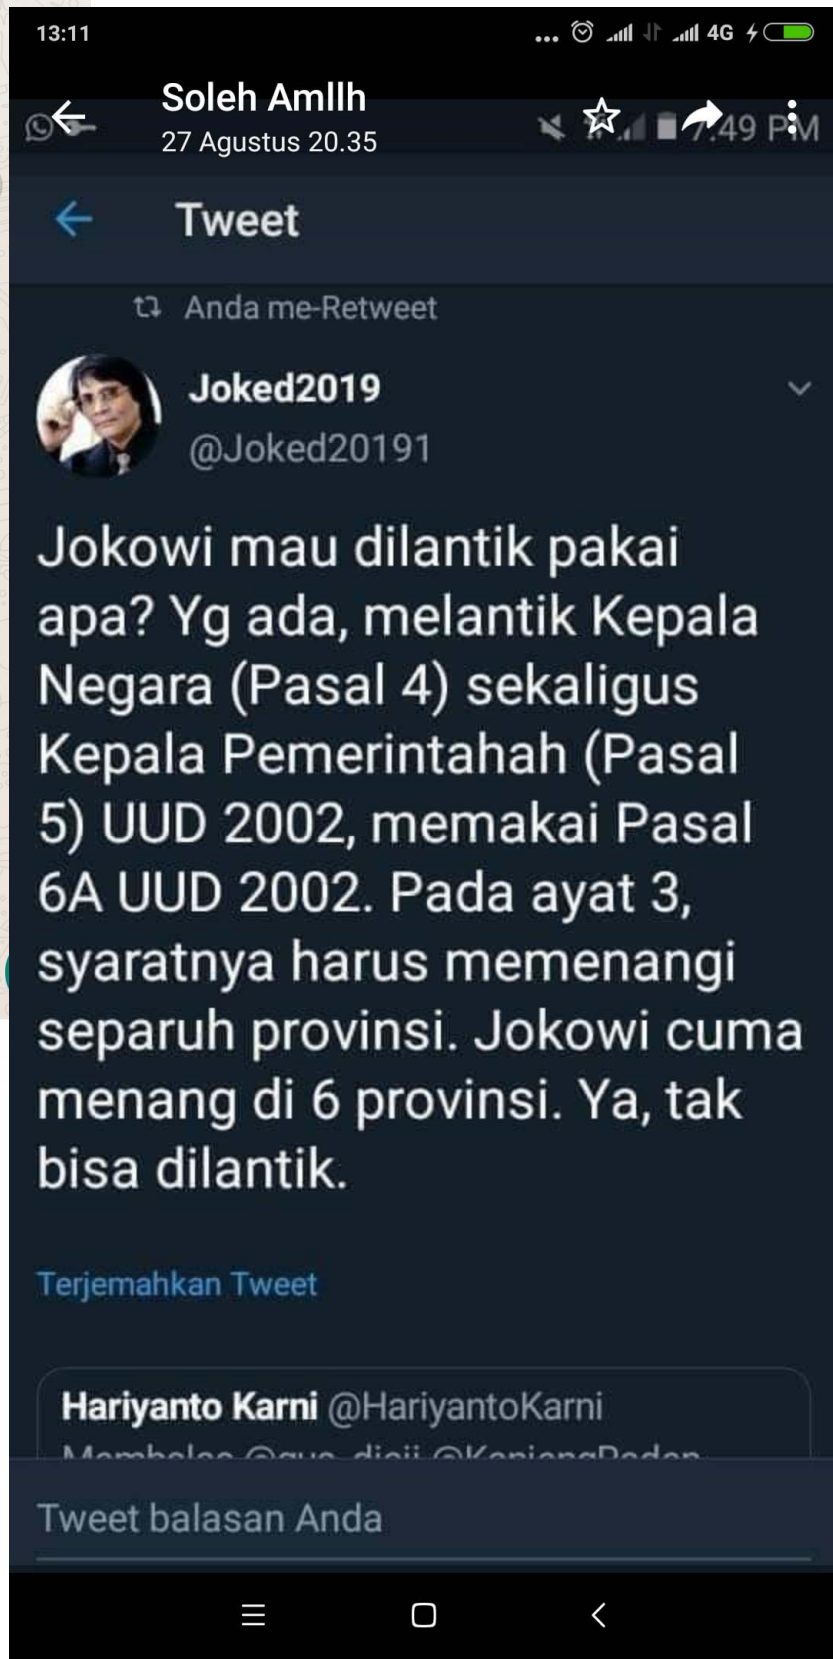 13:11
... 4G
Soleh Amllh
27 Agustus 20.35
7:49 PM
Tweet
Anda me-Retweet
Joked2019
@Joked20191
Jokowi mau dilantik pakai
apa? Yg ada, melantik Kepala
Negara (Pasal 4) sekaligus
Kepala Pemerintahah (Pasal
5) UUD 2002, memakai Pasal
6A UUD 2002. Pada ayat 3,
syaratnya harus memenangi
separuh provinsi. Jokowi cuma
menang di 6 provinsi. Ya, tak
bisa dilantik.
Terjemahkan Tweet
Hariyanto Karni @HariyantoKarni
Tweet balasan Anda